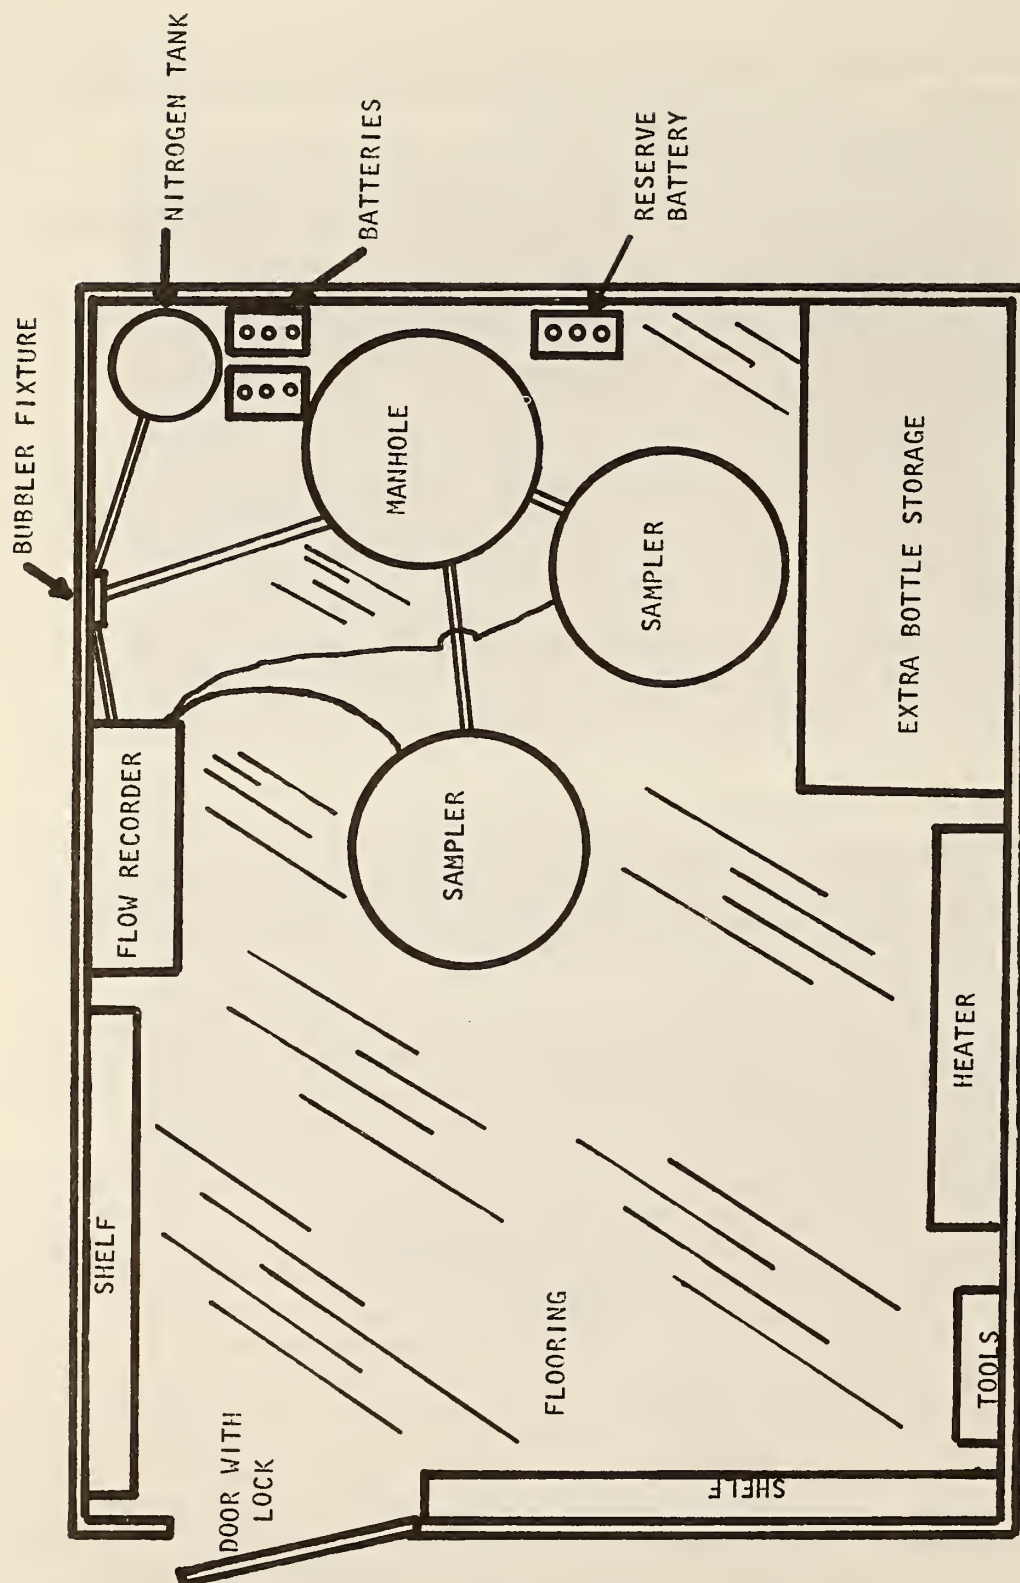 BUBBLER FIXTURE
NITROGEN TANK
BATTERIES
RESERVE
BATTERY
MANHOLE
SAMPLER
EXTRA BOTTLE STORAGE
FLOW RECORDER
SAMPLER
SHELF
HEATER
FLOORING
TOOLS
DOOR WITH
LOCK
SHELF